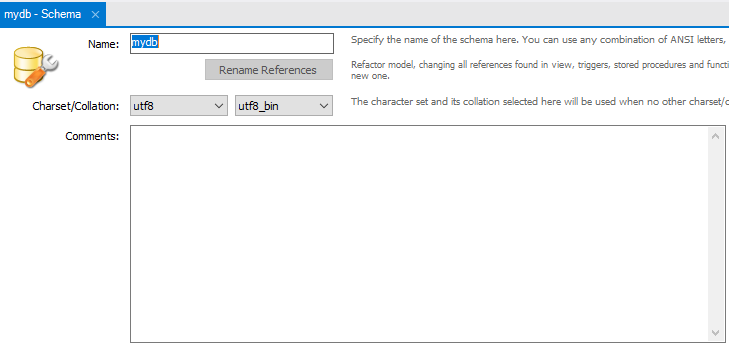 mydb - Schema
Name: mydb Specify the name of the schema here. You can use any combination of ANSI letters,
Rename References Refactor model, changing all references found in view, triggers, stored procedures and functi
new one.
Charset/Collation: utf8 utf8_bin The character set and its collation selected here will be used when no other charset/c
Comments: